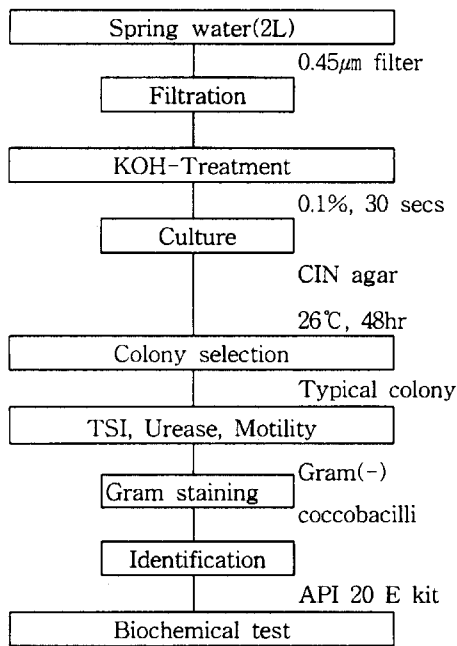 Spring water(2L)
0.45μm filter
Filtration
KOH-Treatment
0.1%, 30 secs
Culture
CIN agar
26℃, 48hr
Colony selection
Typical colony
TSI, Urease, Motility
Gram(-)
Gram staining
coccobacilli
Identification
API 20 E kit
Biochemical test